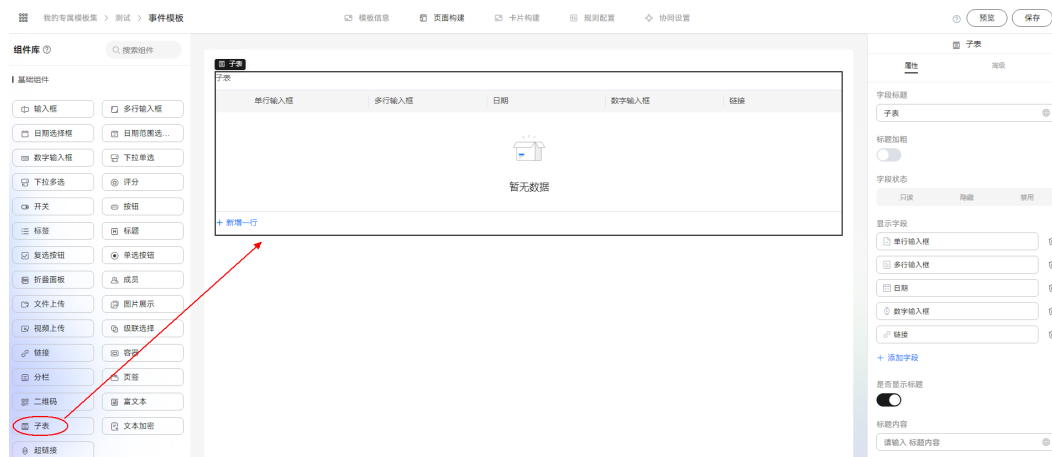 我的专属模板集 > 测试 > 事件模板
模板信息
页面构建
卡片构建
规则配置
协同设置
预览
保存
组件库
搜索组件
基础组件
输入框
多行输入框
日期选择框
日期范围选...
数字输入框
下拉单选
下拉多选
评分
开关
按钮
标签
标题
复选按钮
单选按钮
折叠面板
成员
文件上传
图片展示
视频上传
级联选择
链接
容器
分栏
页签
二维码
富文本
子表
文本加密
超链接
子表
子表
单行输入框
多行输入框
日期
数字输入框
链接
暂无数据
+ 新增一行
子表
属性
高级
字段标题
子表
标题加粗
字段状态
只读
隐藏
禁用
显示字段
单行输入框
多行输入框
日期
数字输入框
链接
+ 添加字段
是否显示标题
标题内容
请输入 标题内容